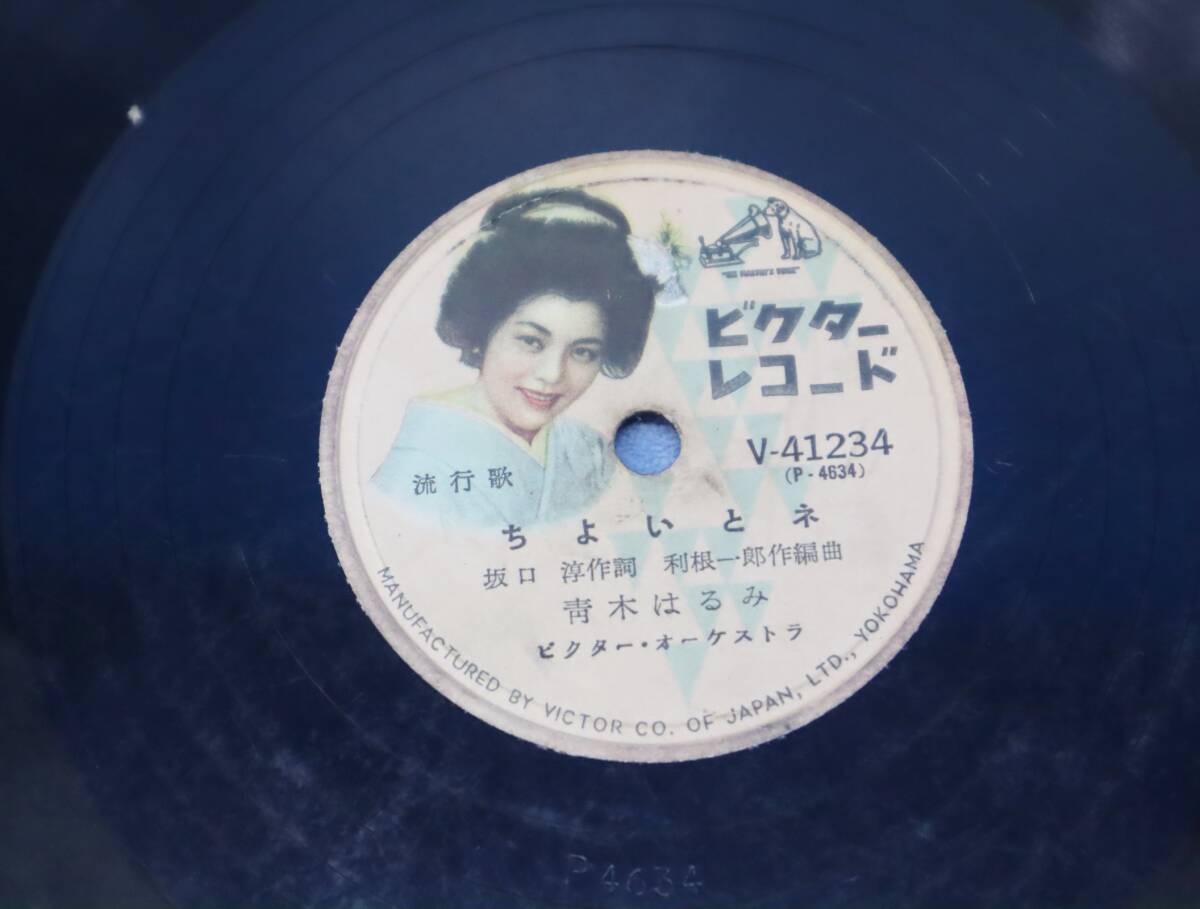 "HIS MASTER'S VOICE"
ビクター
レコード
V-41234
(P-4634)
流行歌
ちよいとネ
坂口 淳作詞 利根一郎作編曲
青木はるみ
ビクター・オーケストラ
MANUFACTURED BY VICTOR CO. OF JAPAN, LTD., YOKOHAMA
P4634